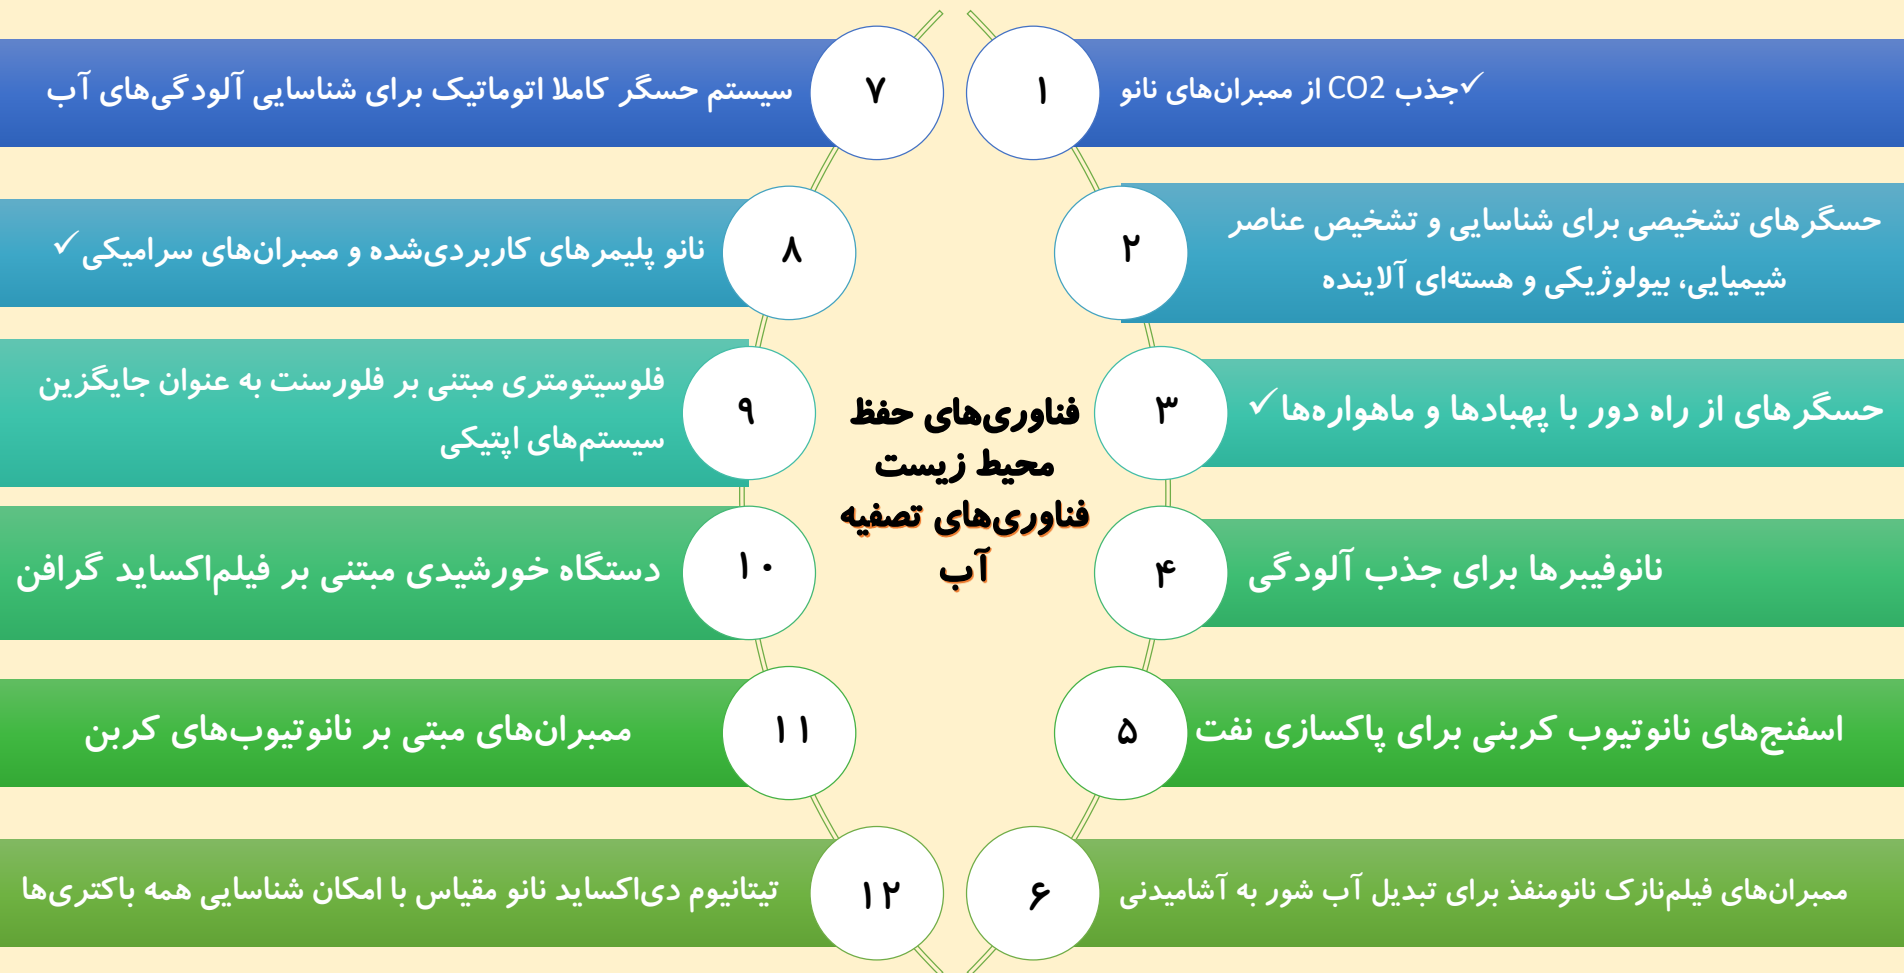 فناوری‌های حفظ
محیط زیست
فناوری‌های تصفیه
آب
۱
✓جذب CO2 از ممبران‌های نانو
۲
حسگرهای تشخیصی برای شناسایی و تشخیص عناصر
شیمیایی، بیولوژیکی و هسته‌ای آلاینده
۳
حسگرهای از راه دور با پهبادها و ماهواره‌ها✓
۴
نانوفیبرها برای جذب آلودگی
۵
اسفنج‌های نانوتیوب کربنی برای پاکسازی نفت
۶
ممبران‌های فیلم‌نازک نانومنفذ برای تبدیل آب شور به آشامیدنی
۷
سیستم حسگر کاملا اتوماتیک برای شناسایی آلودگی‌های آب
۸
نانو پلیمرهای کاربردی‌شده و ممبران‌های سرامیکی✓
۹
فلوسیتومتری مبتنی بر فلورسنت به عنوان جایگزین
سیستم‌های اپتیکی
۱۰
دستگاه خورشیدی مبتنی بر فیلم‌اکساید گرافن
۱۱
ممبران‌های مبتی بر نانوتیوب‌های کربن
۱۲
تیتانیوم دی‌اکساید نانو مقیاس با امکان شناسایی همه باکتری‌ها